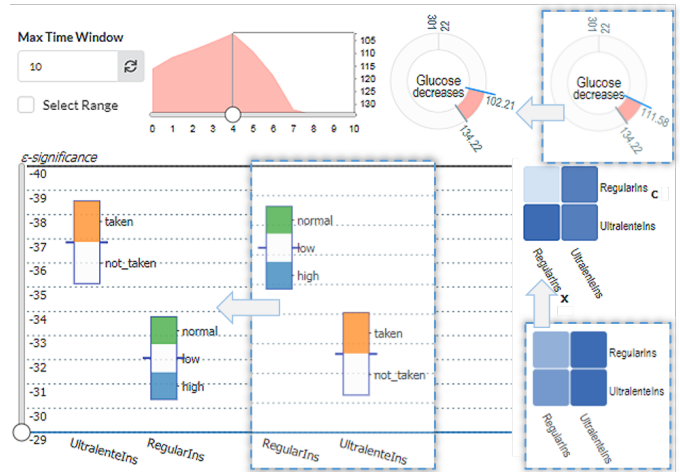 Max Time Window
10
Select Range
105
110
115
120
125
130
0 1 2 3 4 5 6 7 8 9 10
301
22
Glucose
decreases
102.21
134.22
301
22
Glucose
decreases
111.58
134.22
ε-significance
-40
-39
-38
-37
-36
-35
-34
-33
-32
-31
-30
-29
taken
not_taken
normal
low
high
normal
low
high
taken
not_taken
UltralenteIns
RegularIns
RegularIns
UltralenteIns
RegularIns
C
UltralenteIns
RegularIns
UltralenteIns
X
RegularIns
UltralenteIns
RegularIns
UltralenteIns